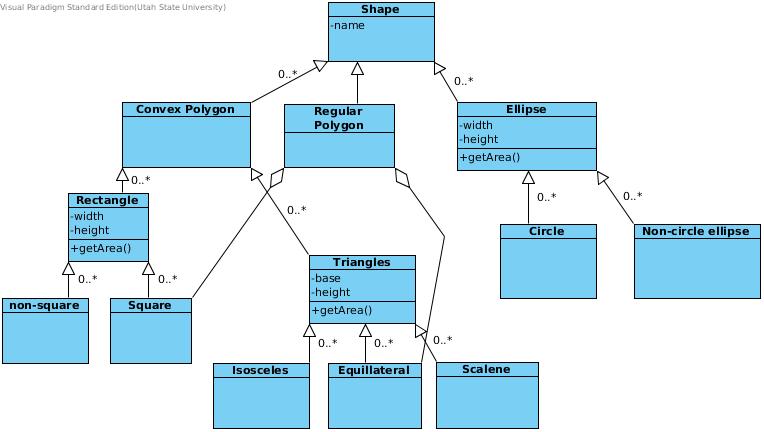 Visual Paradigm Standard Edition(Utah State University)
Shape
-name
0..*
0..*
Convex Polygon
Regular
Polygon
Ellipse
-width
-height
+getArea()
0..*
Rectangle
-width
-height
+getArea()
0..*
0..*
Circle
Non-circle ellipse
Triangles
-base
-height
+getArea()
0..*
0..*
non-square
Square
0..*
0..*
0..*
Isosceles
Equillateral
Scalene